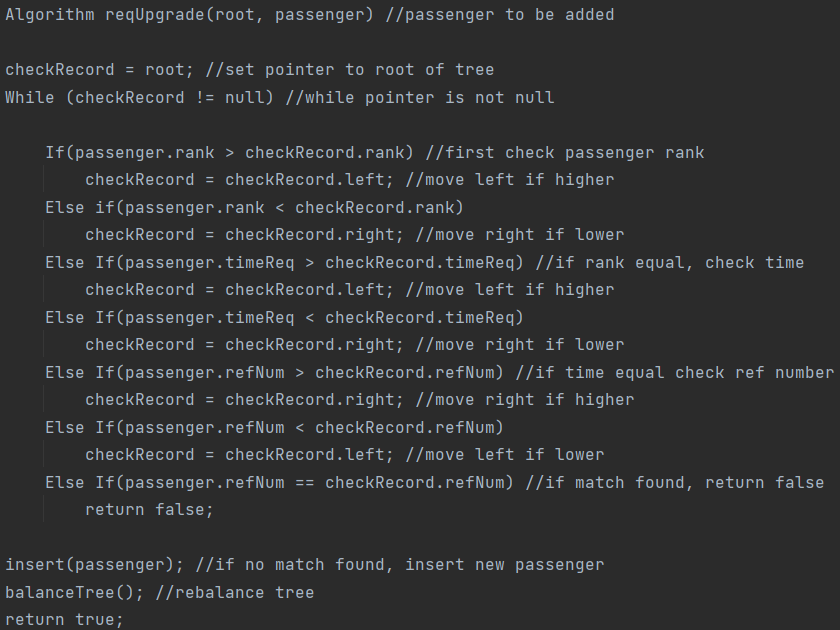 Algorithm reqUpgrade(root, passenger) //passenger to be added
checkRecord = root; //set pointer to root of tree
While (checkRecord != null) //while pointer is not null
If(passenger.rank > checkRecord.rank) //first check passenger rank
checkRecord = checkRecord.left; //move left if higher
Else if(passenger.rank < checkRecord.rank)
checkRecord = checkRecord.right; //move right if lower
Else If(passenger.timeReq > checkRecord.timeReq) //if rank equal, check time
checkRecord = checkRecord.left; //move left if higher
Else If(passenger.timeReq < checkRecord.timeReq)
checkRecord = checkRecord.right; //move right if lower
Else If(passenger.refNum > checkRecord.refNum) //if time equal check ref number
checkRecord = checkRecord.right; //move right if higher
Else If(passenger.refNum < checkRecord.refNum)
checkRecord = checkRecord.left; //move left if lower
Else If(passenger.refNum == checkRecord.refNum) //if match found, return false
return false;
insert(passenger); //if no match found, insert new passenger
balanceTree(); //rebalance tree
return true;